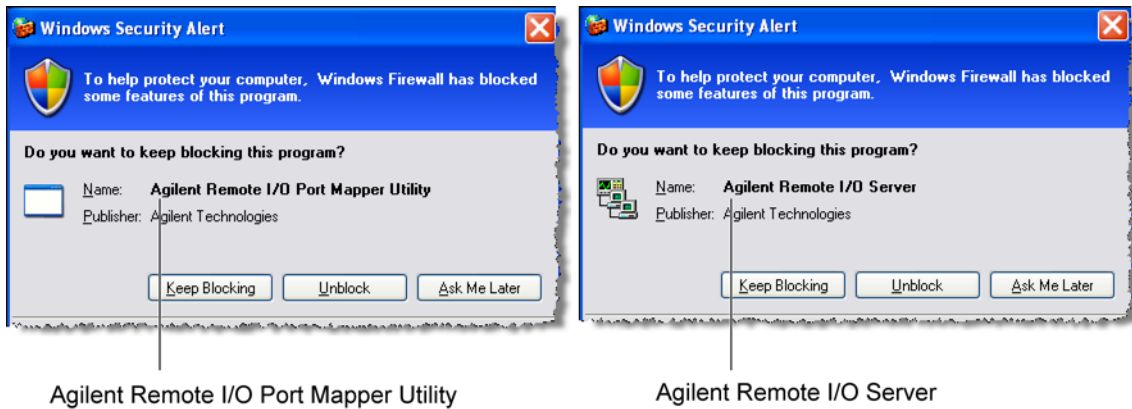 Windows Security Alert
To help protect your computer, Windows Firewall has blocked
some features of this program.
Do you want to keep blocking this program?
Name: Agilent Remote I/O Port Mapper Utility
Publisher: Agilent Technologies
Keep Blocking Unblock Ask Me Later
Agilent Remote I/O Port Mapper Utility
Windows Security Alert
To help protect your computer, Windows Firewall has blocked
some features of this program.
Do you want to keep blocking this program?
Name: Agilent Remote I/O Server
Publisher: Agilent Technologies
Keep Blocking Unblock Ask Me Later
Agilent Remote I/O Server